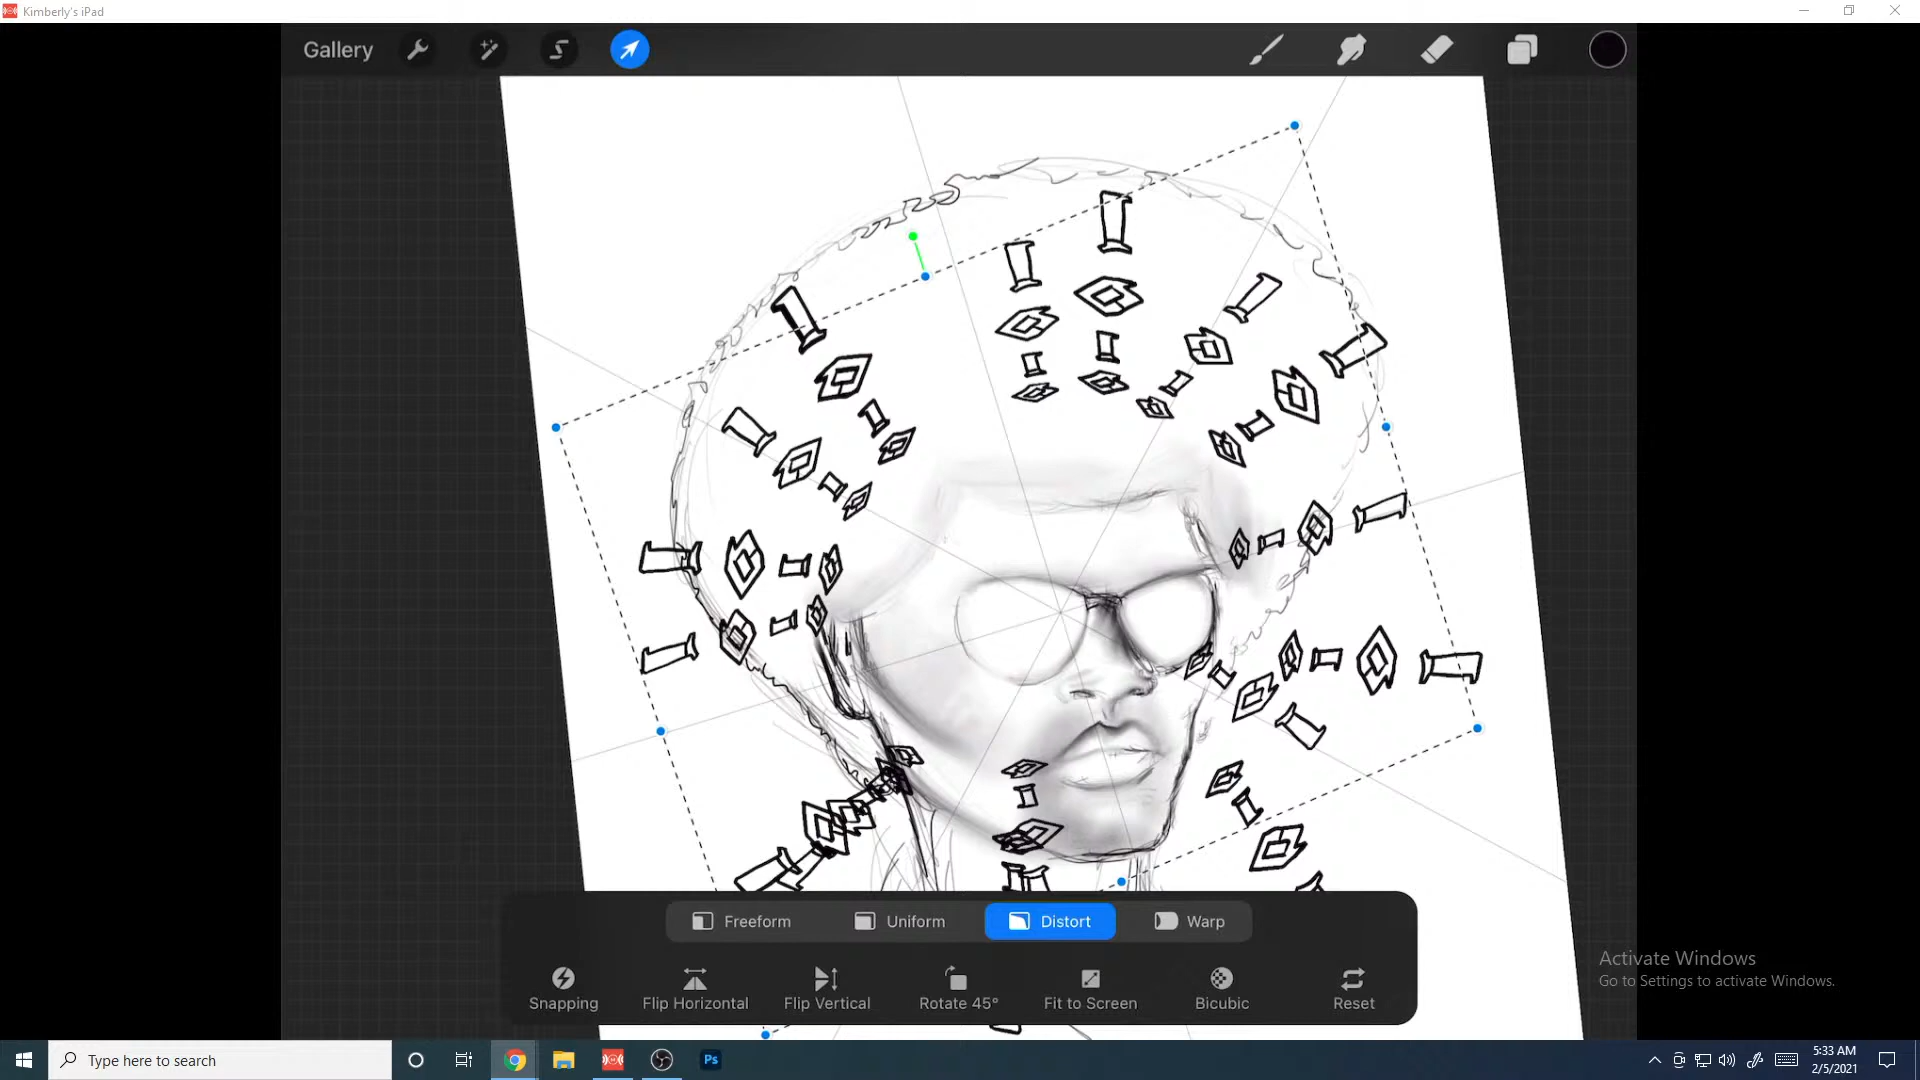 Kimberly's iPad
Gallery
Freeform
Uniform
Distort
Warp
Snapping
Flip Horizontal
Flip Vertical
Rotate 45°
Fit to Screen
Bicubic
Reset
Activate Windows
Go to Settings to activate Windows.
Type here to search
Ps
5:33 AM
2/5/2021